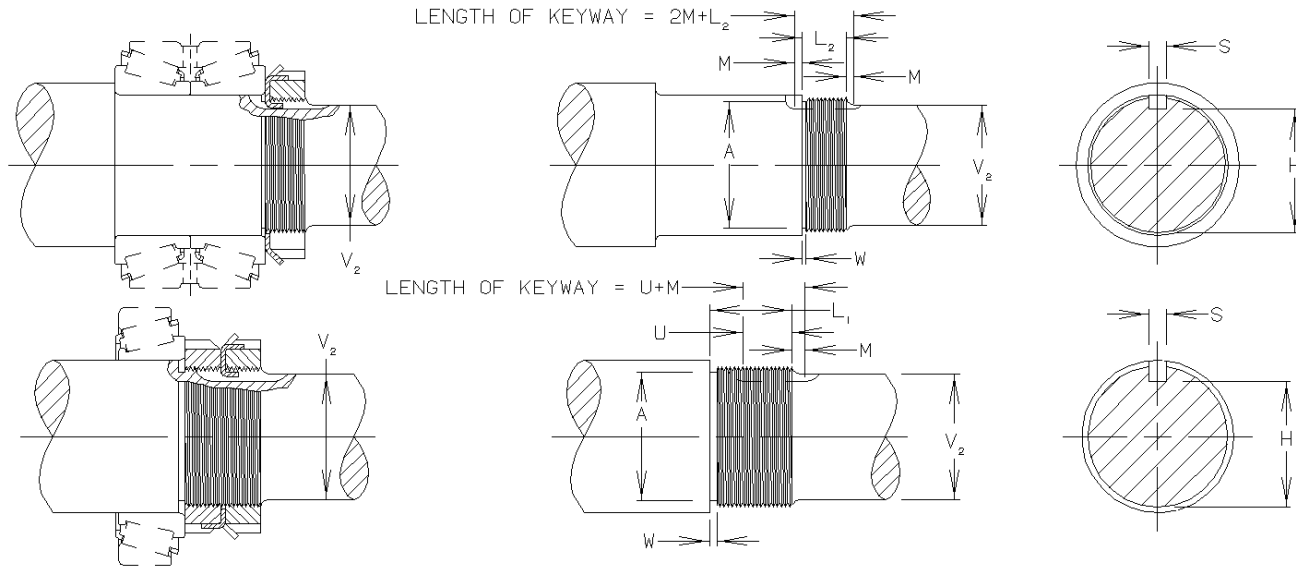 LENGTH OF KEYWAY = 2M+L₂
L₂
S
M
M
A
V₂
H
V₂
W
LENGTH OF KEYWAY = U+M
L₁
S
V₂
U
M
A
V₂
H
W